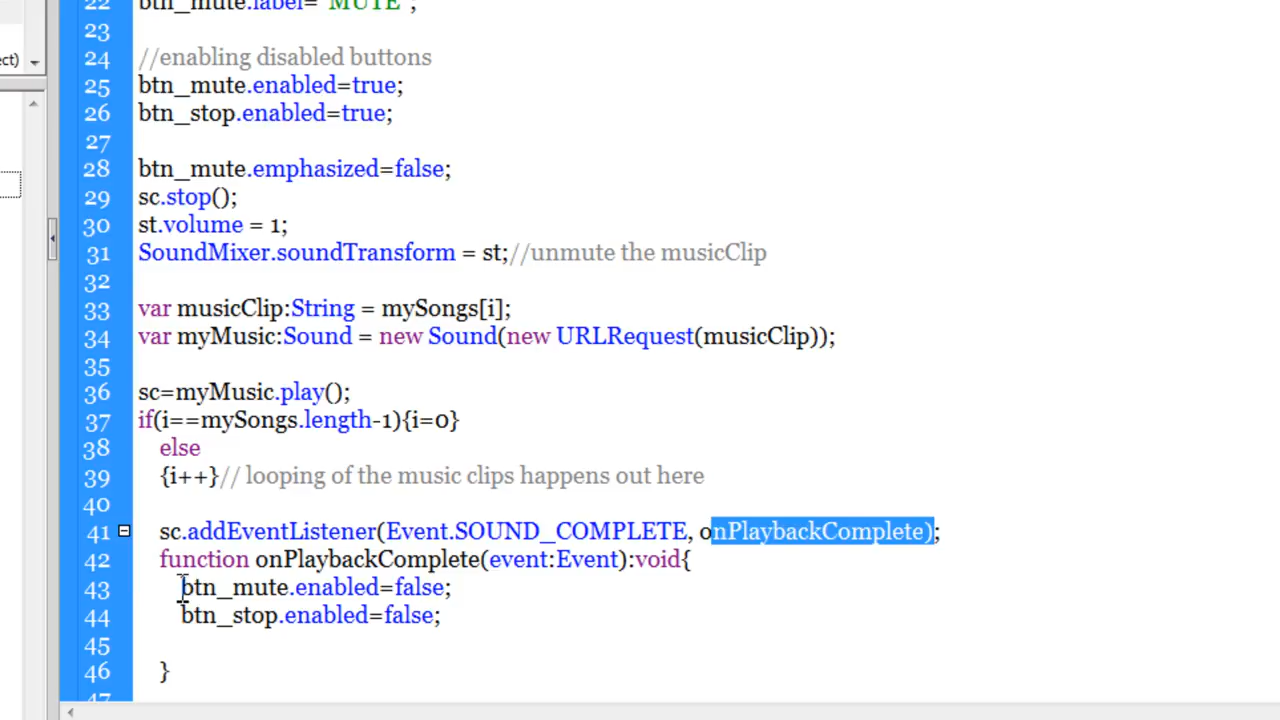 22 btn_mute.label="MUTE";
23
ect)
24 //enabling disabled buttons
25 btn_mute.enabled=true;
26 btn_stop.enabled=true;
27
28 btn_mute.emphasized=false;
29 sc.stop();
30 st.volume = 1;
31 SoundMixer.soundTransform = st;//unmute the musicClip
32
33 var musicClip:String = mySongs[i];
34 var myMusic:Sound = new Sound(new URLRequest(musicClip));
35
36 sc=myMusic.play();
37 if(i==mySongs.length-1){i=0}
38 else
39 {i++}// looping of the music clips happens out here
40
41 sc.addEventListener(Event.SOUND_COMPLETE, onPlaybackComplete);
42 function onPlaybackComplete(event:Event):void{
43 btn_mute.enabled=false;
44 btn_stop.enabled=false;
45
46 }
47